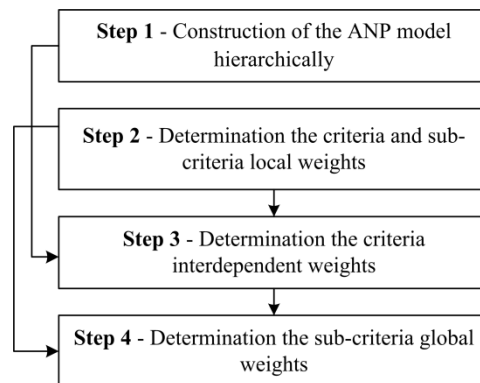 Step 1 - Construction of the ANP model
hierarchically
Step 2 - Determination the criteria and sub-
criteria local weights
Step 3 - Determination the criteria
interdependent weights
Step 4 - Determination the sub-criteria global
weights